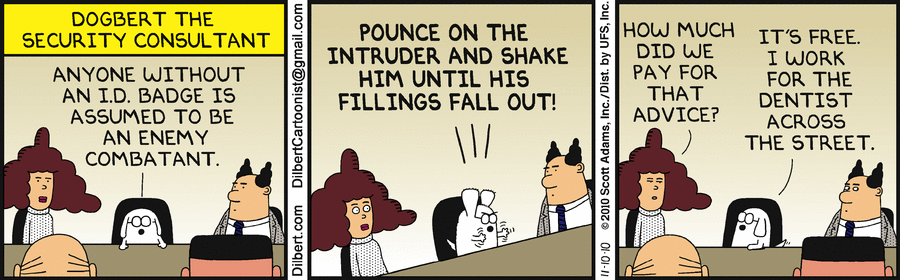 DOGBERT THE
SECURITY CONSULTANT
ANYONE WITHOUT
AN I.D. BADGE IS
ASSUMED TO BE
AN ENEMY
COMBATANT.
Dilbert.com DilbertCartoonist@gmail.com
POUNCE ON THE
INTRUDER AND SHAKE
HIM UNTIL HIS
FILLINGS FALL OUT!
11-10-10 ©2010 Scott Adams, Inc./Dist. by UFS, Inc.
HOW MUCH
DID WE
PAY FOR
THAT
ADVICE?
IT'S FREE.
I WORK
FOR THE
DENTIST
ACROSS
THE STREET.